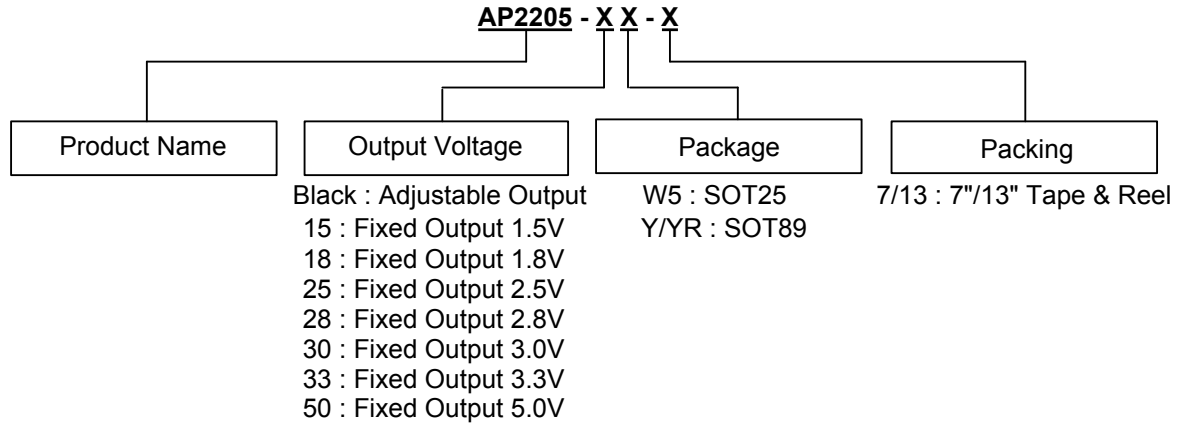 AP2205 - X X - X
Product Name
Output Voltage
Package
Packing
Black : Adjustable Output
15 : Fixed Output 1.5V
18 : Fixed Output 1.8V
25 : Fixed Output 2.5V
28 : Fixed Output 2.8V
30 : Fixed Output 3.0V
33 : Fixed Output 3.3V
50 : Fixed Output 5.0V
W5 : SOT25
Y/YR : SOT89
7/13 : 7"/13" Tape & Reel